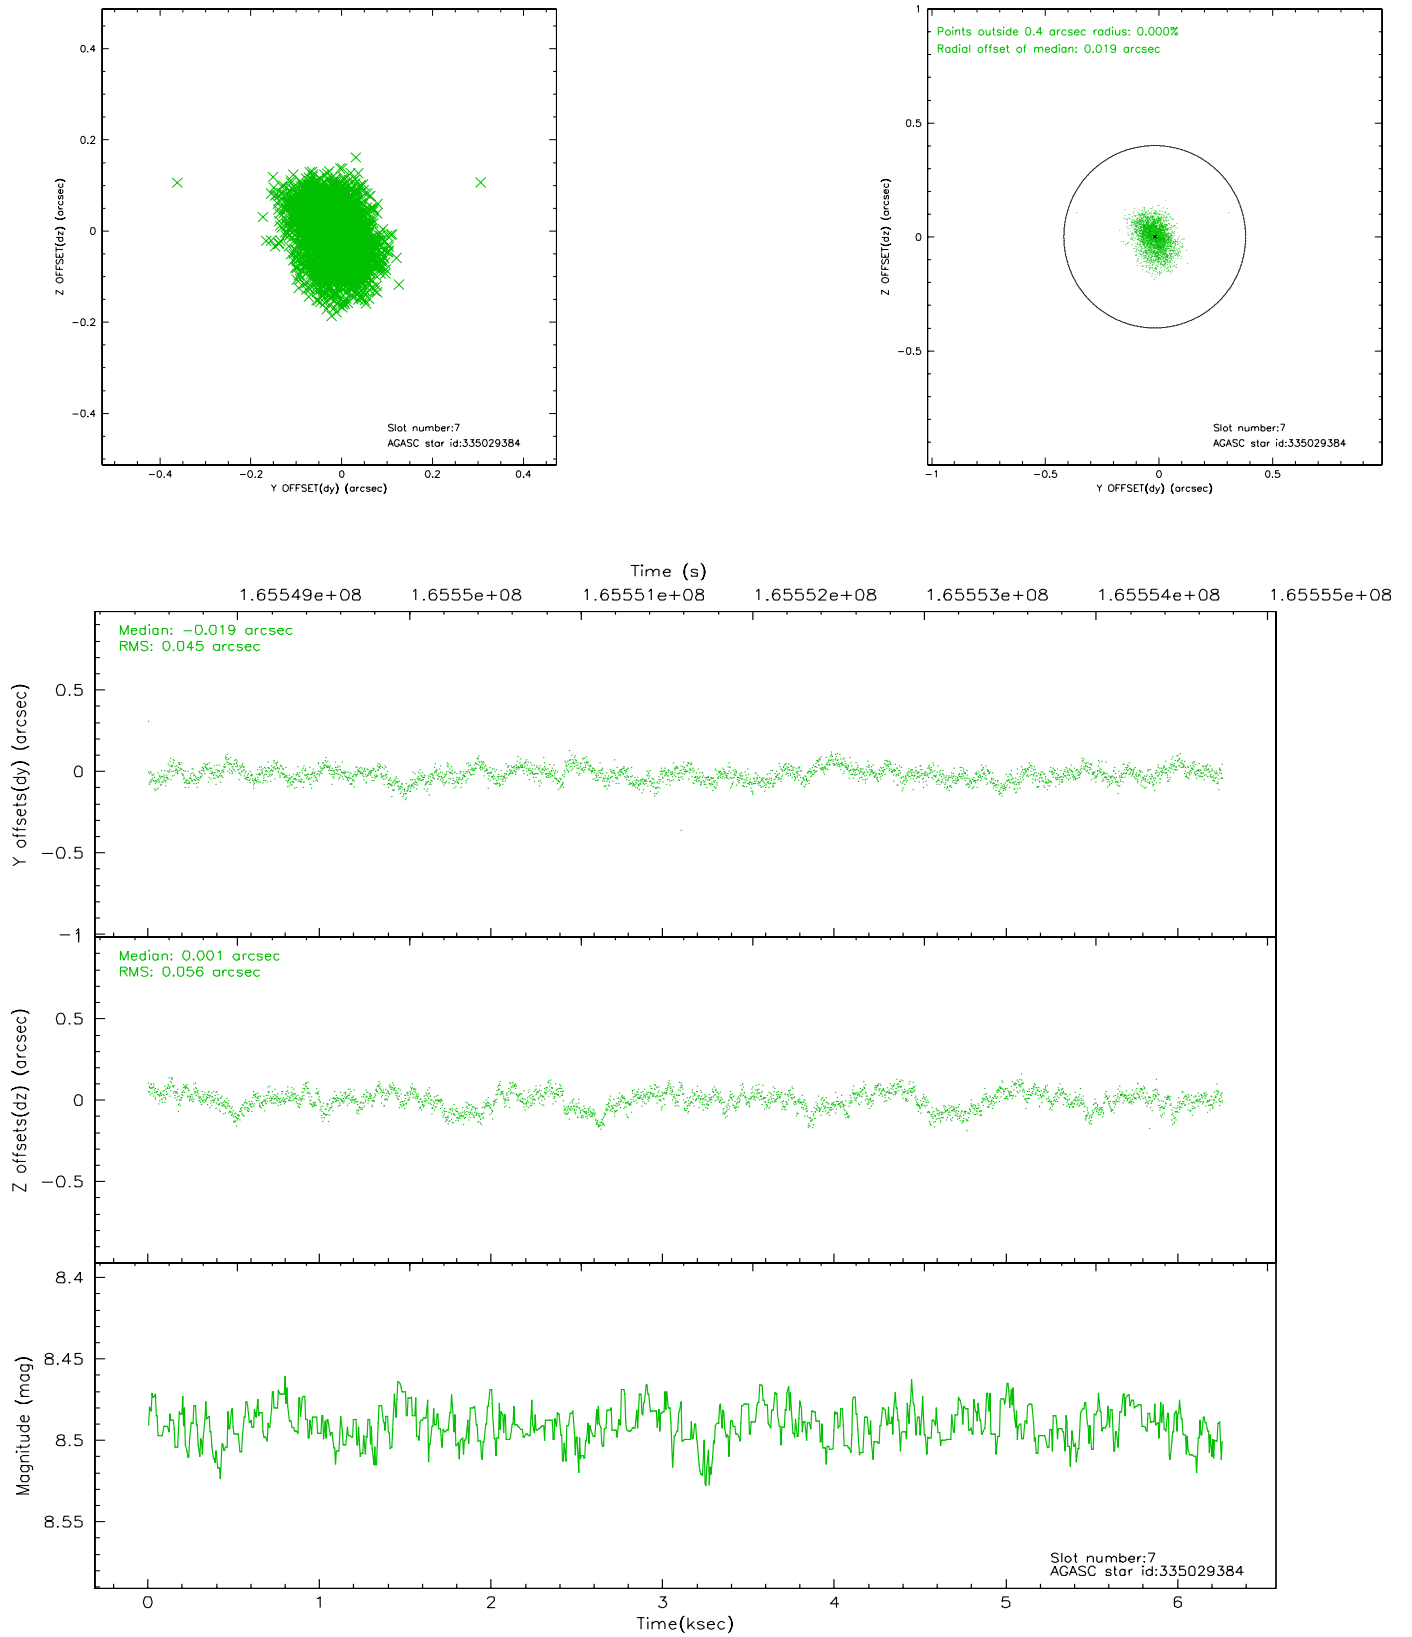 0.4
0.2
0
−0.2
−0.4
Z OFFSET(dz) (arcsec)
Slot number:7
AGASC star id:335029384
−0.4 −0.2 0 0.2 0.4
Y OFFSET(dy) (arcsec)
Points outside 0.4 arcsec radius: 0.000%
Radial offset of median: 0.019 arcsec
1
0.5
0
−0.5
Z OFFSET(dz) (arcsec)
Slot number:7
AGASC star id:335029384
−1 −0.5 0 0.5
Y OFFSET(dy) (arcsec)
Time (s)
1.65549e+08 1.6555e+08 1.65551e+08 1.65552e+08 1.65553e+08 1.65554e+08 1.65555e+08
Median: −0.019 arcsec
RMS: 0.045 arcsec
0.5
0
−0.5
−1
Y offsets(dy) (arcsec)
Median: 0.001 arcsec
RMS: 0.056 arcsec
0.5
0
−0.5
Z offsets(dz) (arcsec)
8.4
8.45
8.5
8.55
Magnitude (mag)
Slot number:7
AGASC star id:335029384
0 1 2 3 4 5 6
Time(ksec)